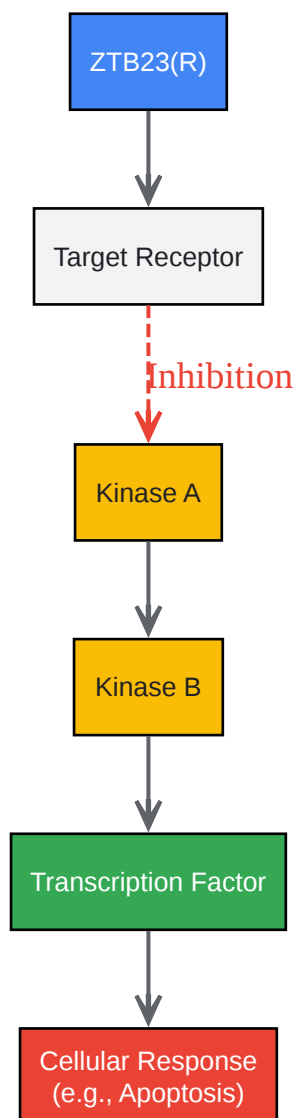 ZTB23(R)
Target Receptor
Inhibition
Kinase A
Kinase B
Transcription Factor
Cellular Response
(e.g., Apoptosis)